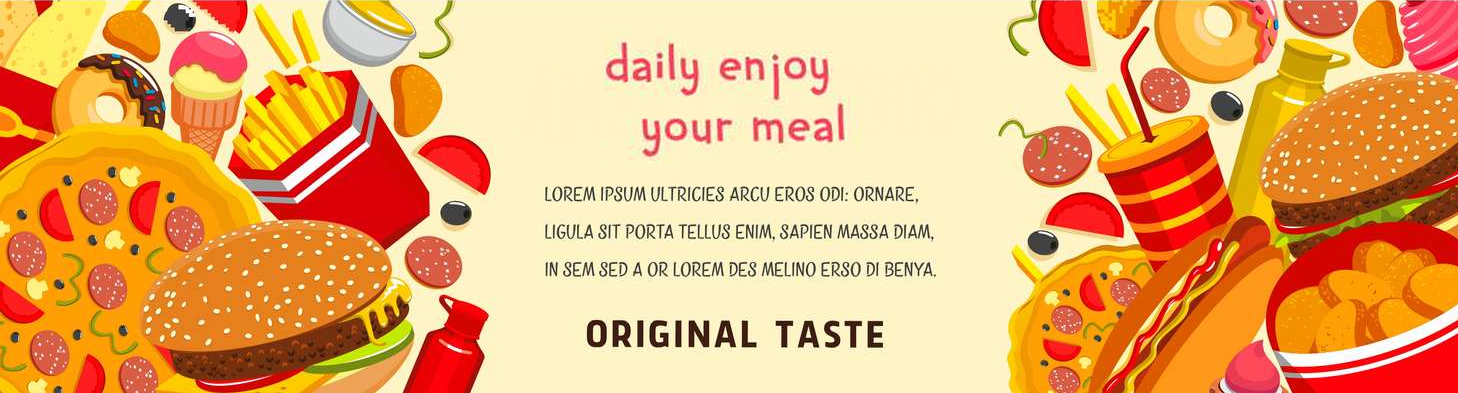 daily enjoy
your meal
LOREM IPSUM ULTRICIES ARCU EROS ODI: ORNARE,
LIGULA SIT PORTA TELLUS ENIM, SAPIEN MASSA DIAM,
IN SEM SED A OR LOREM DES MELINO ERSO DI BENYA.
ORIGINAL TASTE